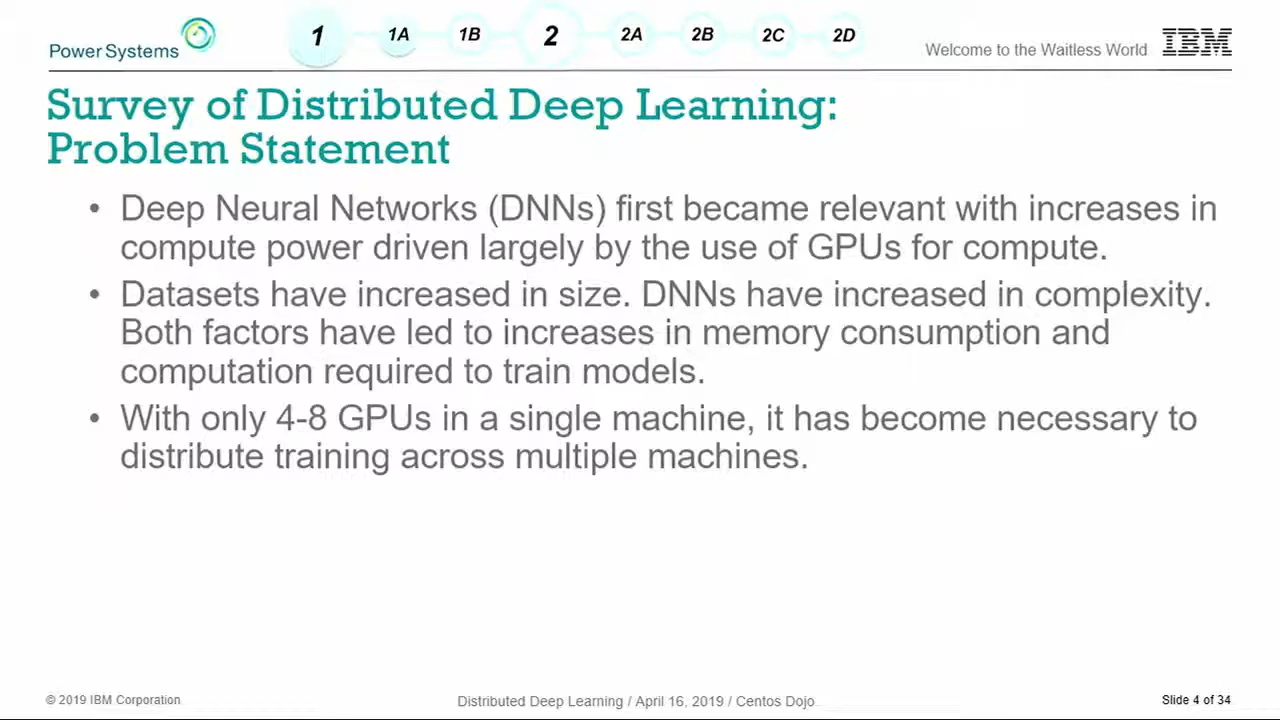 Power Systems
1 1A 1B 2 2A 2B 2C 2D
Welcome to the Waitless World IBM
Survey of Distributed Deep Learning:
Problem Statement
• Deep Neural Networks (DNNs) first became relevant with increases in
compute power driven largely by the use of GPUs for compute.
• Datasets have increased in size. DNNs have increased in complexity.
Both factors have led to increases in memory consumption and
computation required to train models.
• With only 4-8 GPUs in a single machine, it has become necessary to
distribute training across multiple machines.
© 2019 IBM Corporation
Distributed Deep Learning / April 16, 2019 / Centos Dojo
Slide 4 of 34